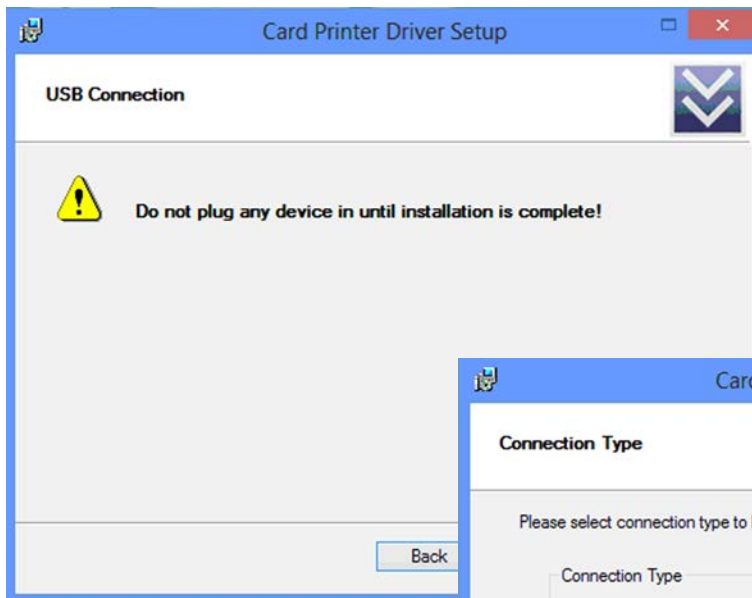 Card Printer Driver Setup
USB Connection
Do not plug any device in until installation is complete!
Back
Connection Type
Please select connection type to
Connection Type